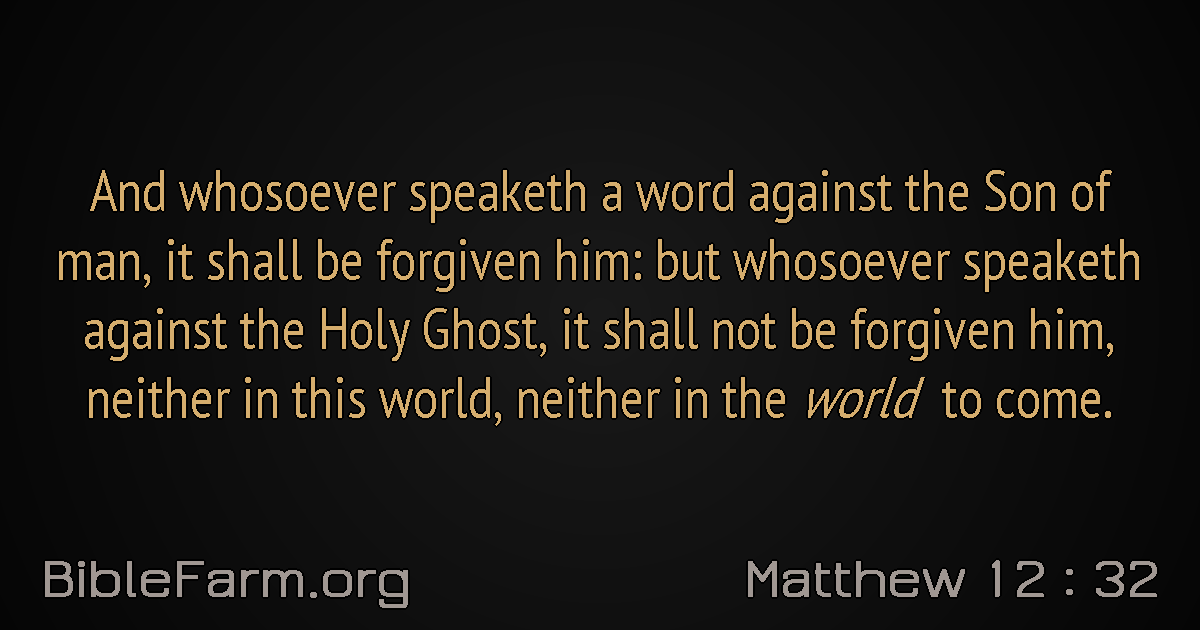 And whosoever speaketh a word against the Son of
man, it shall be forgiven him: but whosoever speaketh
against the Holy Ghost, it shall not be forgiven him,
neither in this world, neither in the world to come.
BibleFarm.org
Matthew 12 : 32